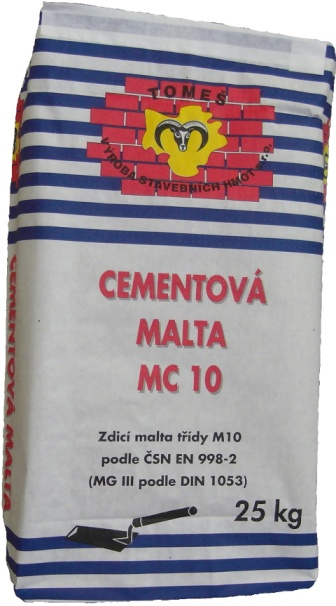 TOMEŠ
VÝROBA STAVEBNÍCH HMOT s.r.o.
CEMENTOVÁ
MALTA
MC 10
Zdicí malta třídy M10
podle ČSN EN 998-2
(MG III podle DIN 1053)
25 kg
CEMENTOVÁ MALTA